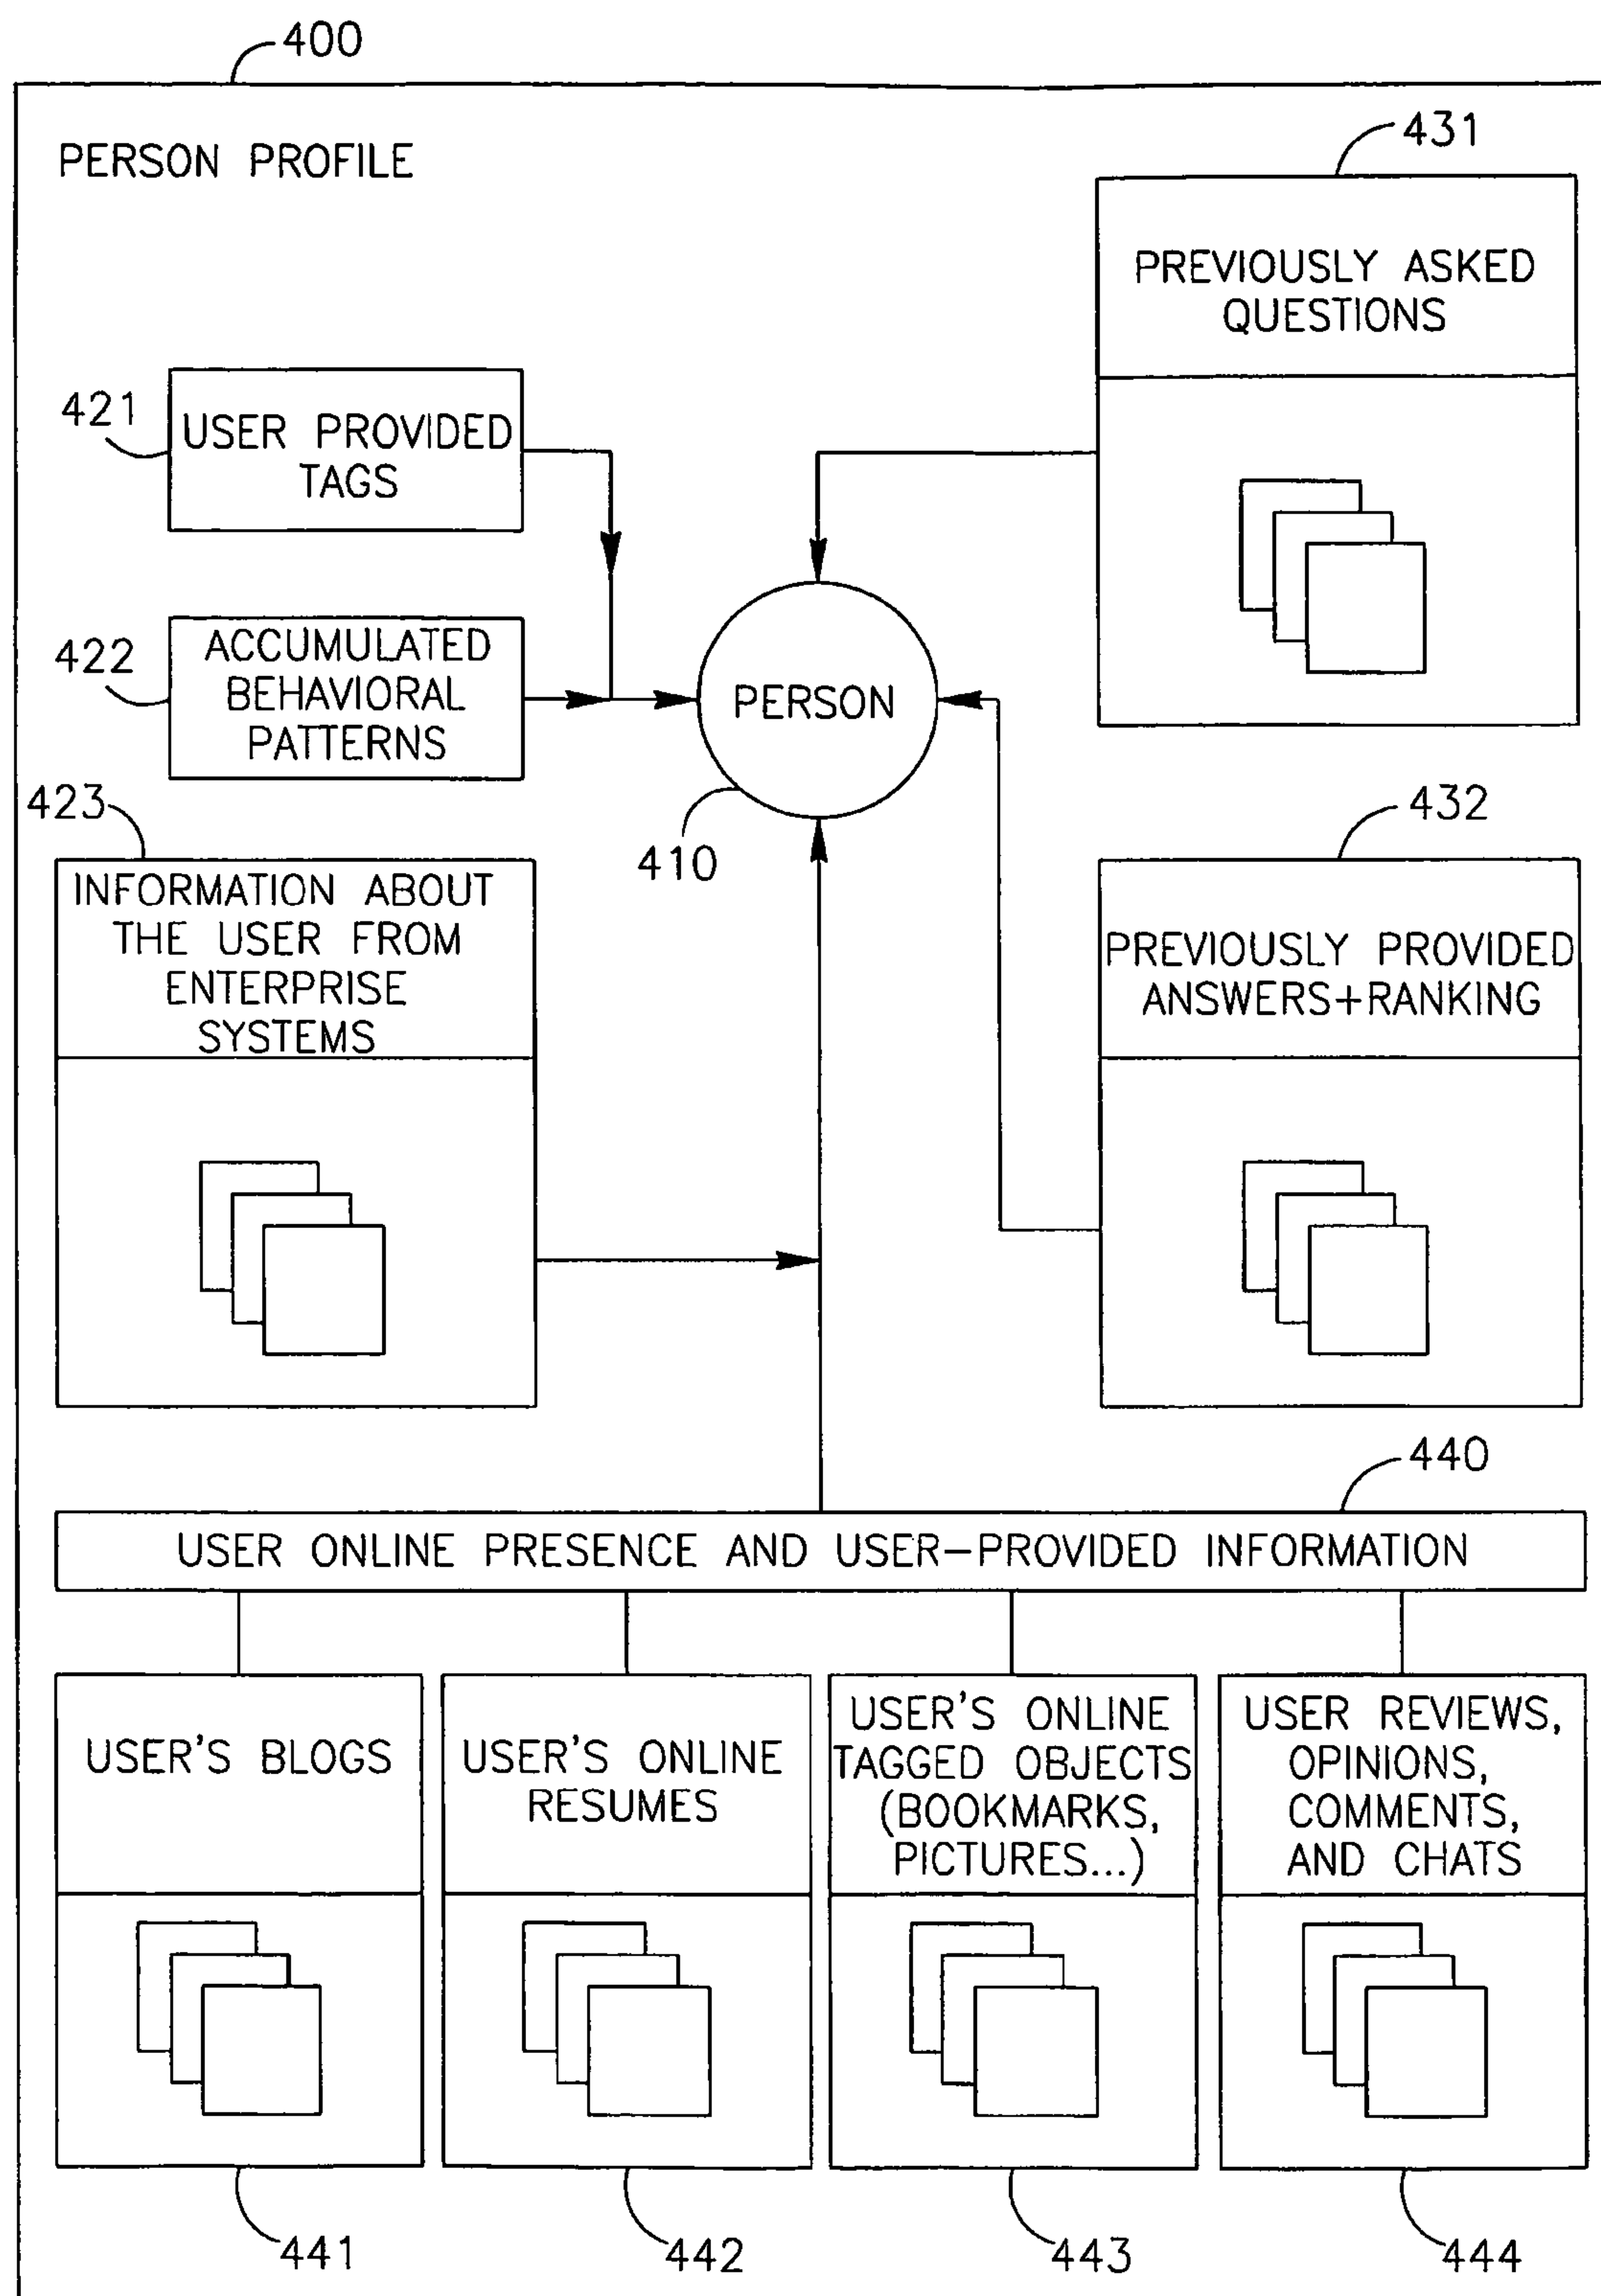 400
PERSON PROFILE
431
PREVIOUSLY ASKED
QUESTIONS
421
USER PROVIDED
TAGS
422
ACCUMULATED
BEHAVIORAL
PATTERNS
PERSON
410
423
INFORMATION ABOUT
THE USER FROM
ENTERPRISE
SYSTEMS
432
PREVIOUSLY PROVIDED
ANSWERS+RANKING
440
USER ONLINE PRESENCE AND USER-PROVIDED INFORMATION
USER'S BLOGS
USER'S ONLINE
RESUMES
USER'S ONLINE
TAGGED OBJECTS
(BOOKMARKS,
PICTURES...)
USER REVIEWS,
OPINIONS,
COMMENTS,
AND CHATS
441
442
443
444